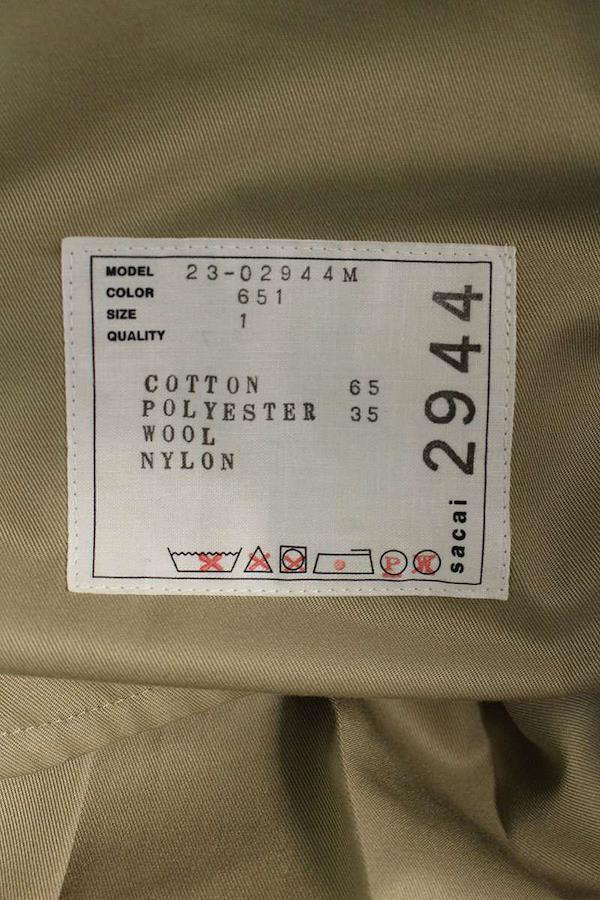 MODEL 23-02944M
COLOR 651
SIZE 1
QUALITY
COTTON 65
POLYESTER 35
WOOL
NYLON
P W
sacai 2944